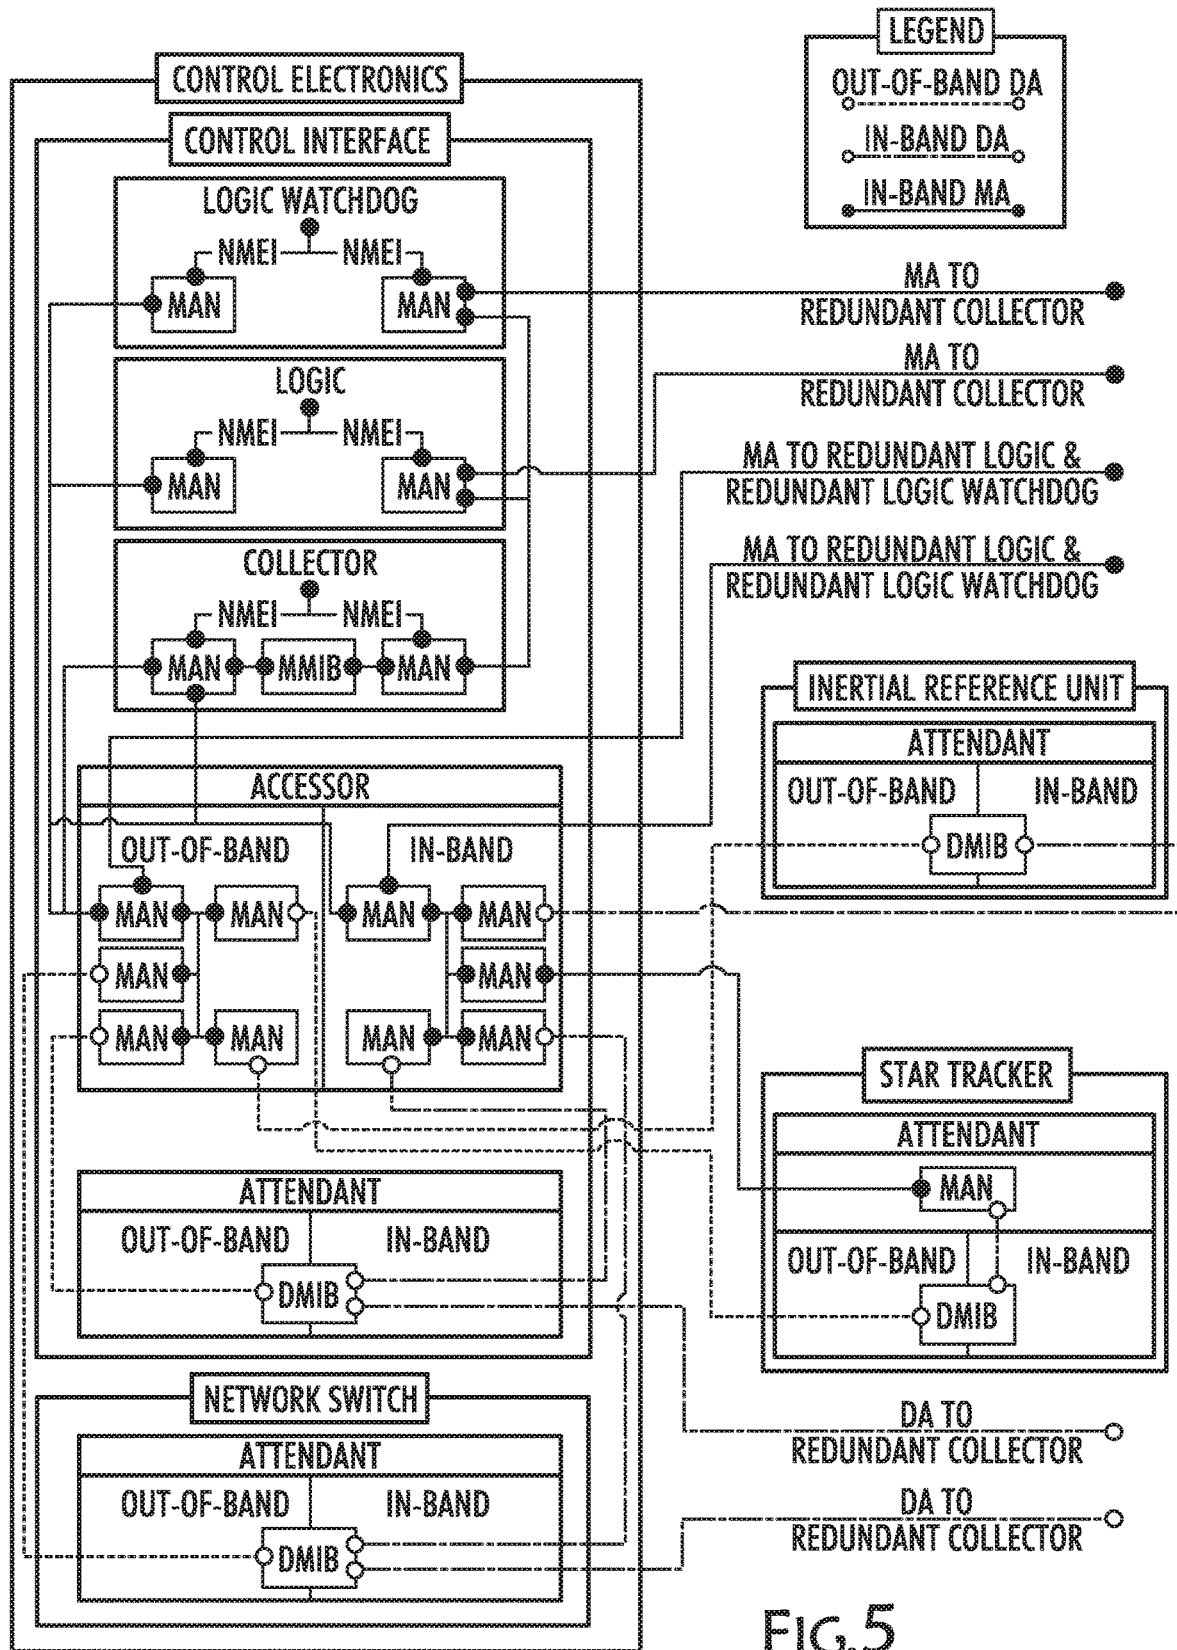 LEGEND
OUT-OF-BAND DA
IN-BAND DA
IN-BAND MA
CONTROL ELECTRONICS
CONTROL INTERFACE
LOGIC WATCHDOG
NMEI NMEI
MAN MAN
LOGIC
NMEI NMEI
MAN MAN
COLLECTOR
NMEI NMEI
MAN MMIB MAN
ACCESSOR
OUT-OF-BAND IN-BAND
MAN MAN MAN MAN
MAN MAN
MAN MAN MAN MAN
ATTENDANT
OUT-OF-BAND IN-BAND
DMIB
NETWORK SWITCH
ATTENDANT
OUT-OF-BAND IN-BAND
DMIB
MA TO
REDUNDANT COLLECTOR
MA TO
REDUNDANT COLLECTOR
MA TO REDUNDANT LOGIC &
REDUNDANT LOGIC WATCHDOG
MA TO REDUNDANT LOGIC &
REDUNDANT LOGIC WATCHDOG
INERTIAL REFERENCE UNIT
ATTENDANT
OUT-OF-BAND IN-BAND
DMIB
STAR TRACKER
ATTENDANT
MAN
OUT-OF-BAND IN-BAND
DMIB
DA TO
REDUNDANT COLLECTOR
DA TO
REDUNDANT COLLECTOR
FIG.5